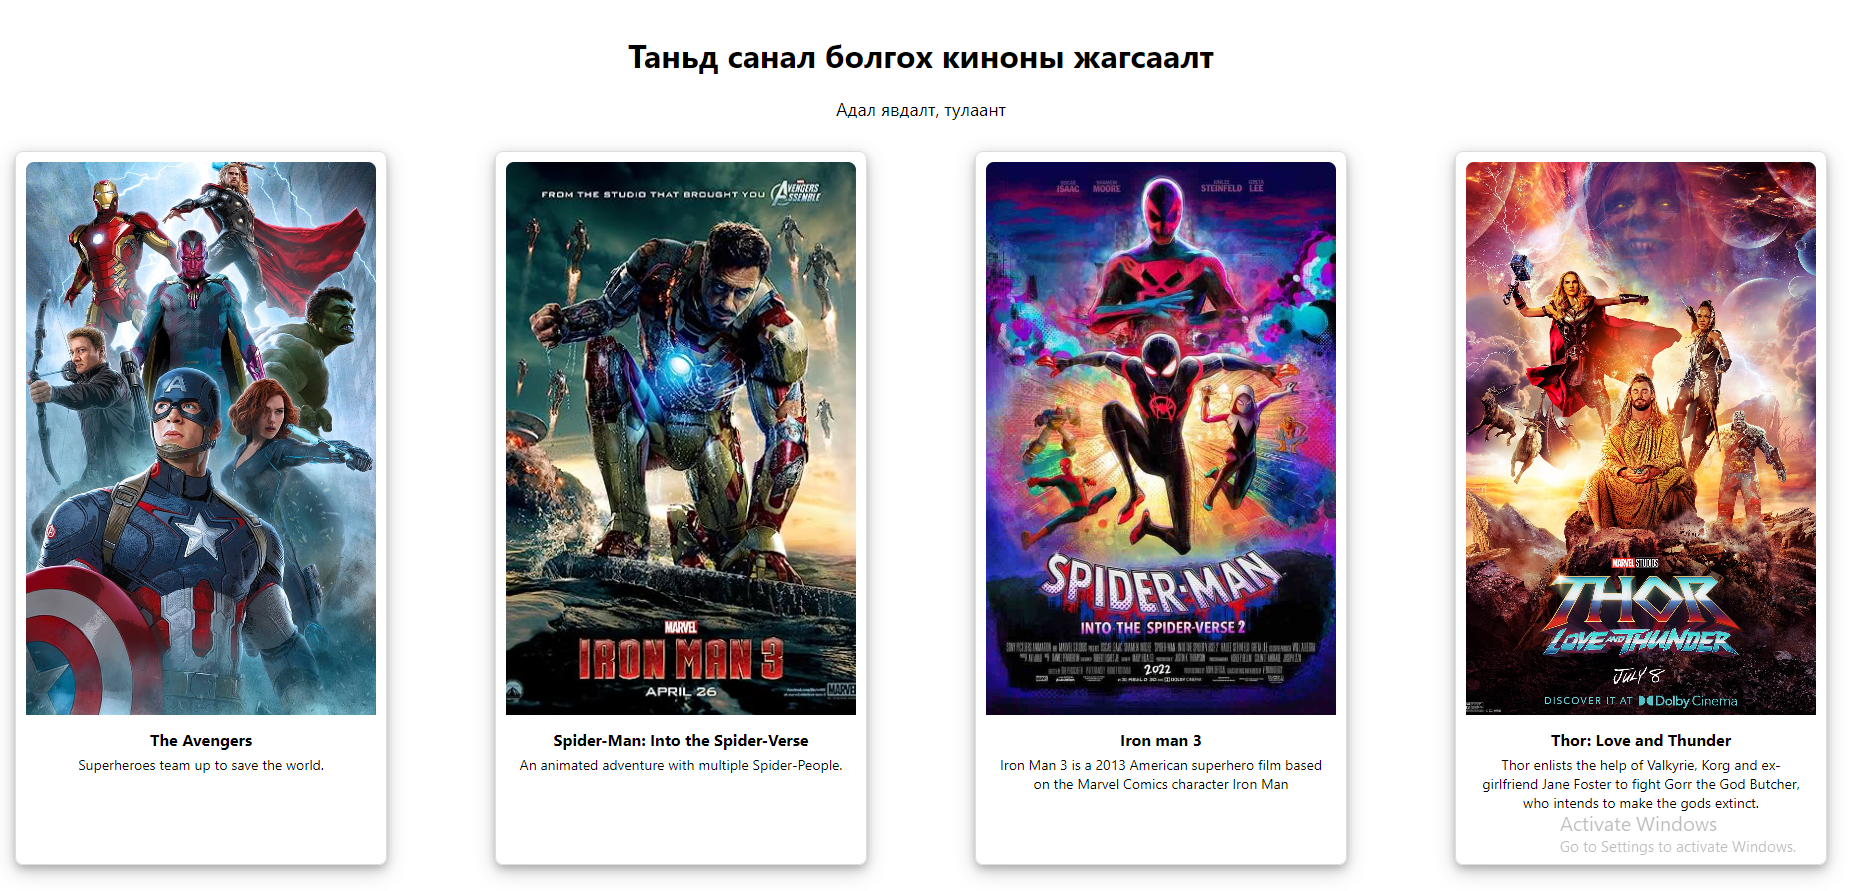 Таньд санал болгох киноны жагсаалт
Адал явдалт, тулаант
FROM THE STUDIO THAT BROUGHT YOU AVENGERS ASSEMBLE
MARVEL
IRON MAN 3
APRIL 26
MARVEL
OSCAR ISAAC SHAMEIK MOORE HAILEE STEINFELD GRETA LEE
SPIDER-MAN
INTO THE SPIDER-VERSE 2
2022
MARVEL STUDIOS
THOR
LOVE AND THUNDER
JULY 8
DISCOVER IT AT Dolby Cinema
The Avengers
Superheroes team up to save the world.
Spider-Man: Into the Spider-Verse
An animated adventure with multiple Spider-People.
Iron man 3
Iron Man 3 is a 2013 American superhero film based
on the Marvel Comics character Iron Man
Thor: Love and Thunder
Thor enlists the help of Valkyrie, Korg and ex-
girlfriend Jane Foster to fight Gorr the God Butcher,
who intends to make the gods extinct.
Activate Windows
Go to Settings to activate Windows.